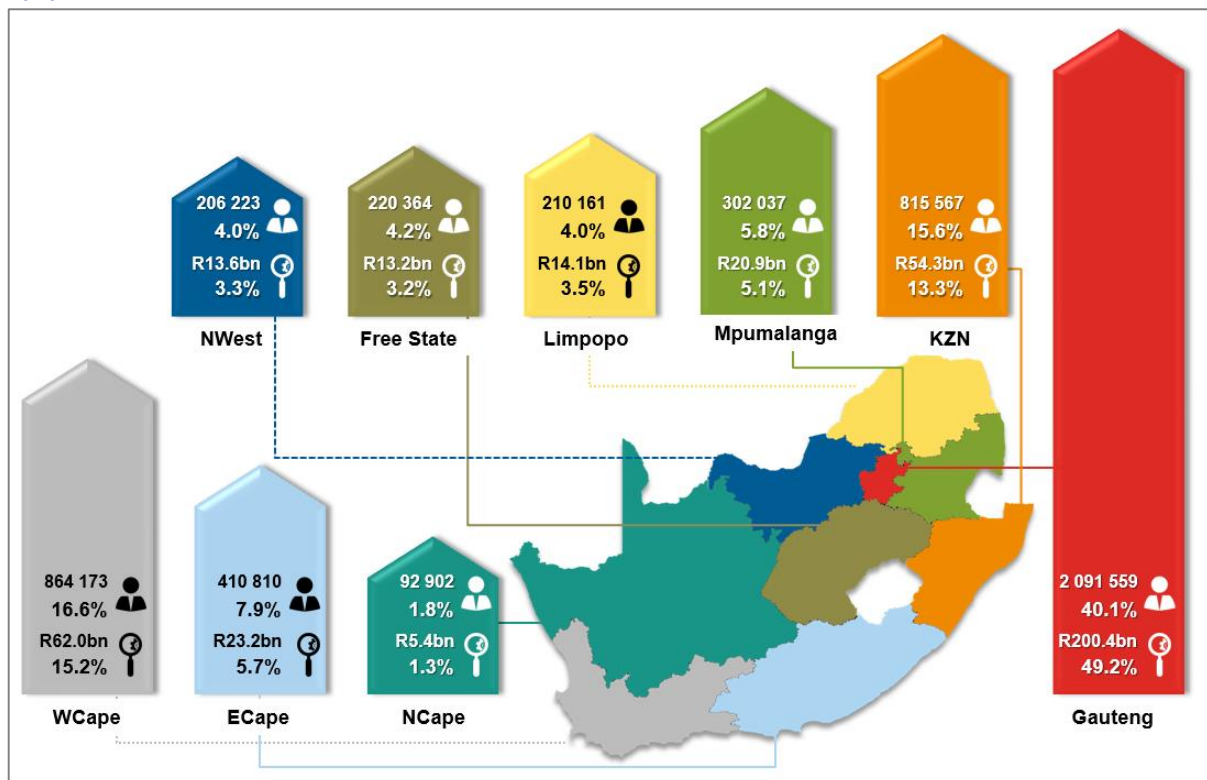 206 223
4.0%
R13.6bn
3.3%
NWest
220 364
4.2%
R13.2bn
3.2%
Free State
210 161
4.0%
R14.1bn
3.5%
Limpopo
302 037
5.8%
R20.9bn
5.1%
Mpumalanga
815 567
15.6%
R54.3bn
13.3%
KZN
864 173
16.6%
R62.0bn
15.2%
WCape
410 810
7.9%
R23.2bn
5.7%
ECape
92 902
1.8%
R5.4bn
1.3%
NCape
2 091 559
40.1%
R200.4bn
49.2%
Gauteng